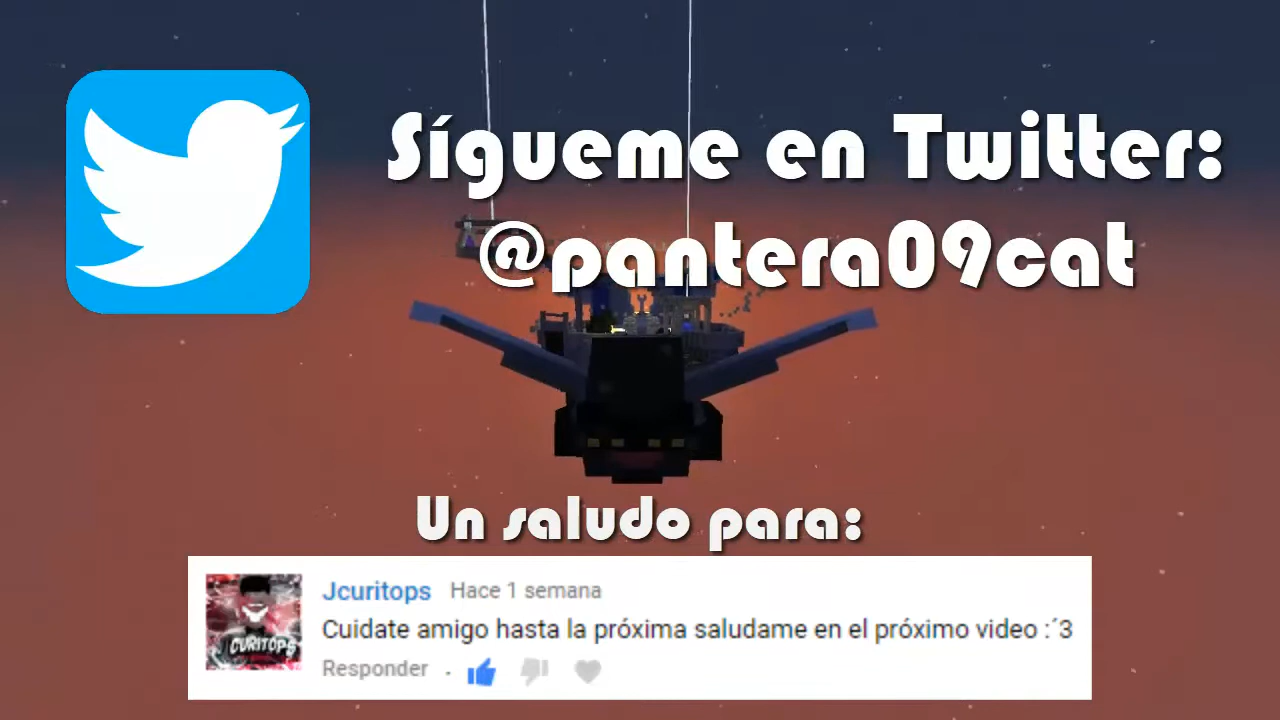 Sígueme en Twitter:
@pantera09cat
Un saludo para:
Jcuritops Hace 1 semana
Cuidate amigo hasta la próxima saludame en el próximo video :´3
CURITOPS
Responder .